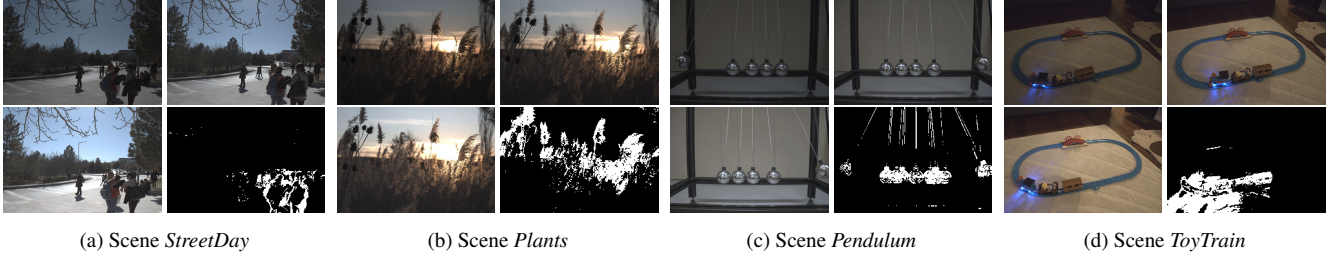 (a) Scene StreetDay
(b) Scene Plants
(c) Scene Pendulum
(d) Scene ToyTrain